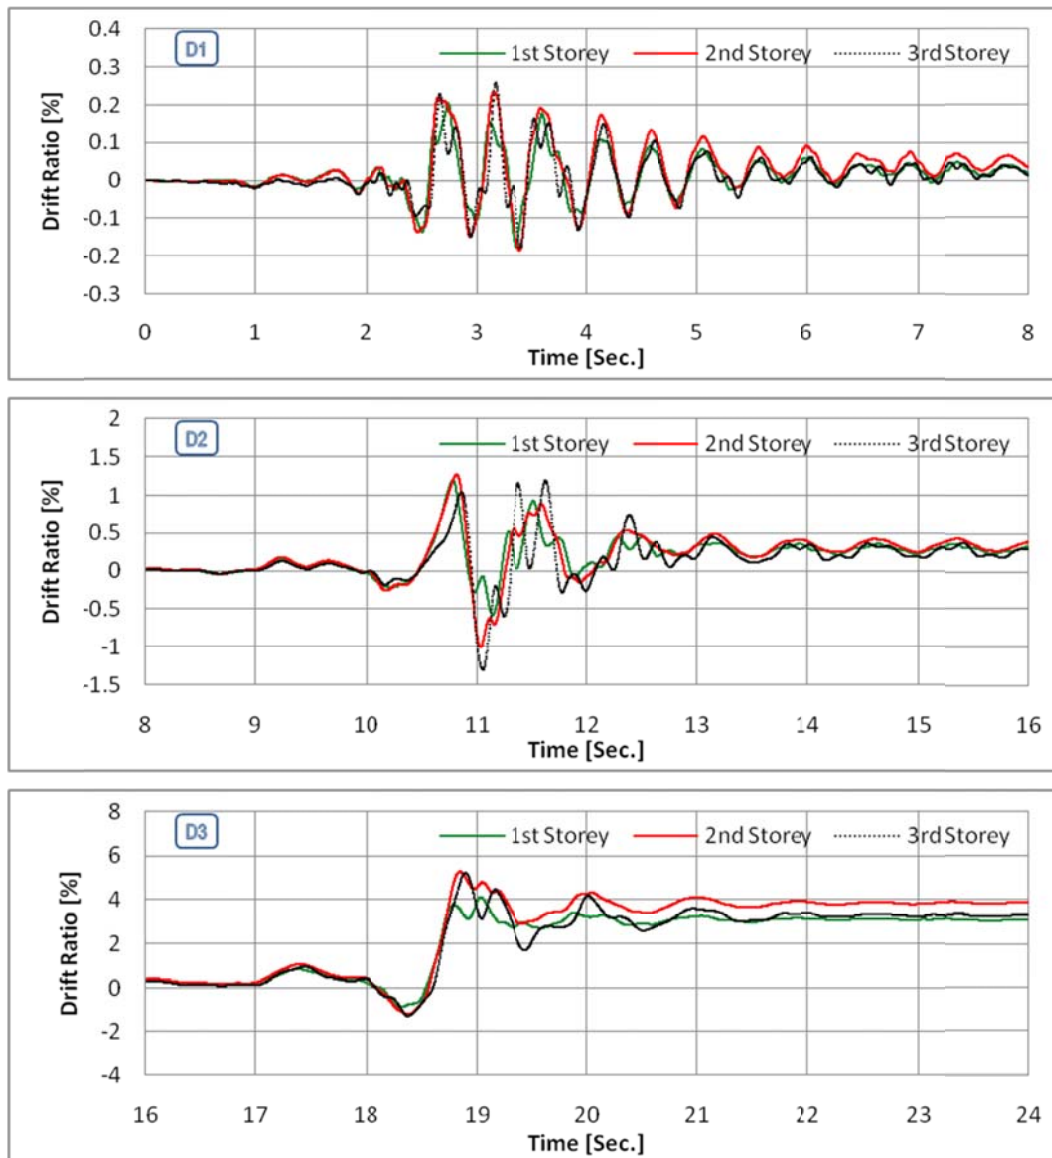 D1
1st Storey 2nd Storey 3rd Storey
0.4
0.3
0.2
0.1
0
-0.1
-0.2
-0.3
Drift Ratio [%]
0 1 2 3 4 5 6 7 8
Time [Sec.]
D2
1st Storey 2nd Storey 3rd Storey
2
1.5
1
0.5
0
-0.5
-1
-1.5
Drift Ratio [%]
8 9 10 11 12 13 14 15 16
Time [Sec.]
D3
1st Storey 2nd Storey 3rd Storey
8
6
4
2
0
-2
-4
Drift Ratio [%]
16 17 18 19 20 21 22 23 24
Time [Sec.]